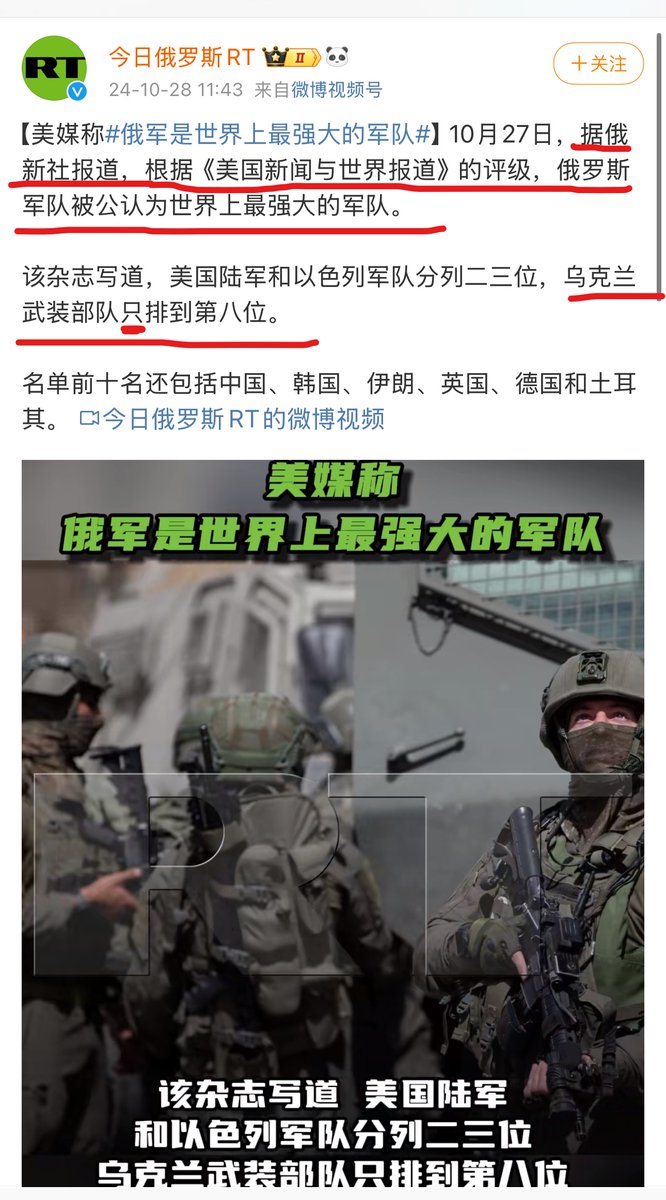 RT
今日俄罗斯RT II
24-10-28 11:43 来自微博视频号
+关注
【美媒称#俄军是世界上最强大的军队#】10月27日，据俄
新社报道，根据《美国新闻与世界报道》的评级，俄罗斯
军队被公认为世界上最强大的军队。
该杂志写道，美国陆军和以色列军队分列二三位，乌克兰
武装部队只排到第八位。
名单前十名还包括中国、韩国、伊朗、英国、德国和土耳
其。 今日俄罗斯RT的微博视频
美媒称
俄军是世界上最强大的军队
RT
该杂志写道 美国陆军
和以色列军队分列二三位
乌克兰武装部队只排到第八位